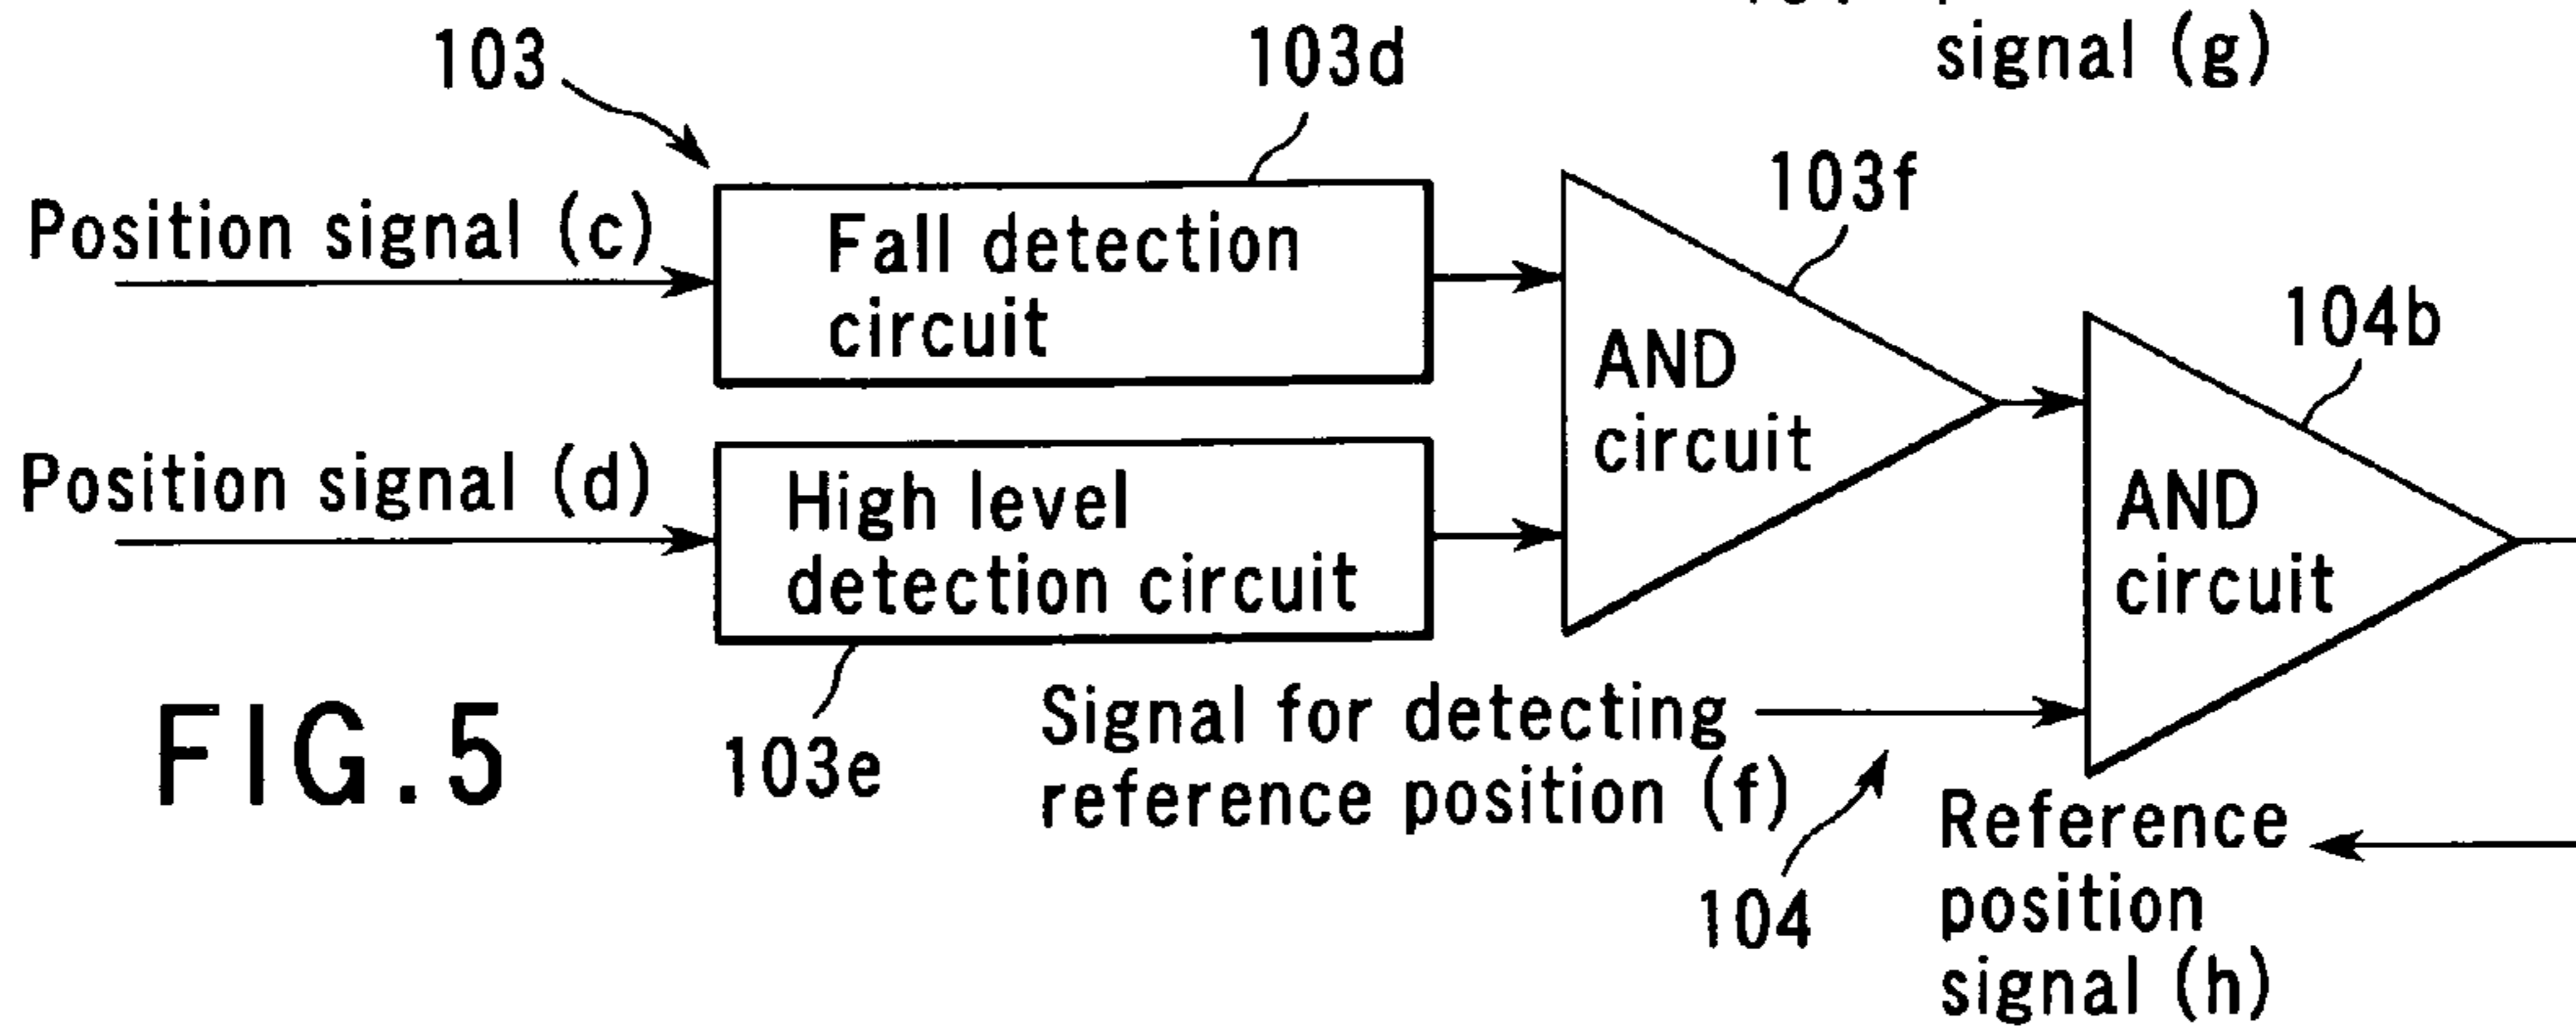 signal (g)
103
103d
103f
104b
Position signal (c)
Fall detection
circuit
AND
circuit
Position signal (d)
High level
detection circuit
AND
circuit
103e
Signal for detecting
reference position (f)
104
Reference
position
signal (h)
FIG.5